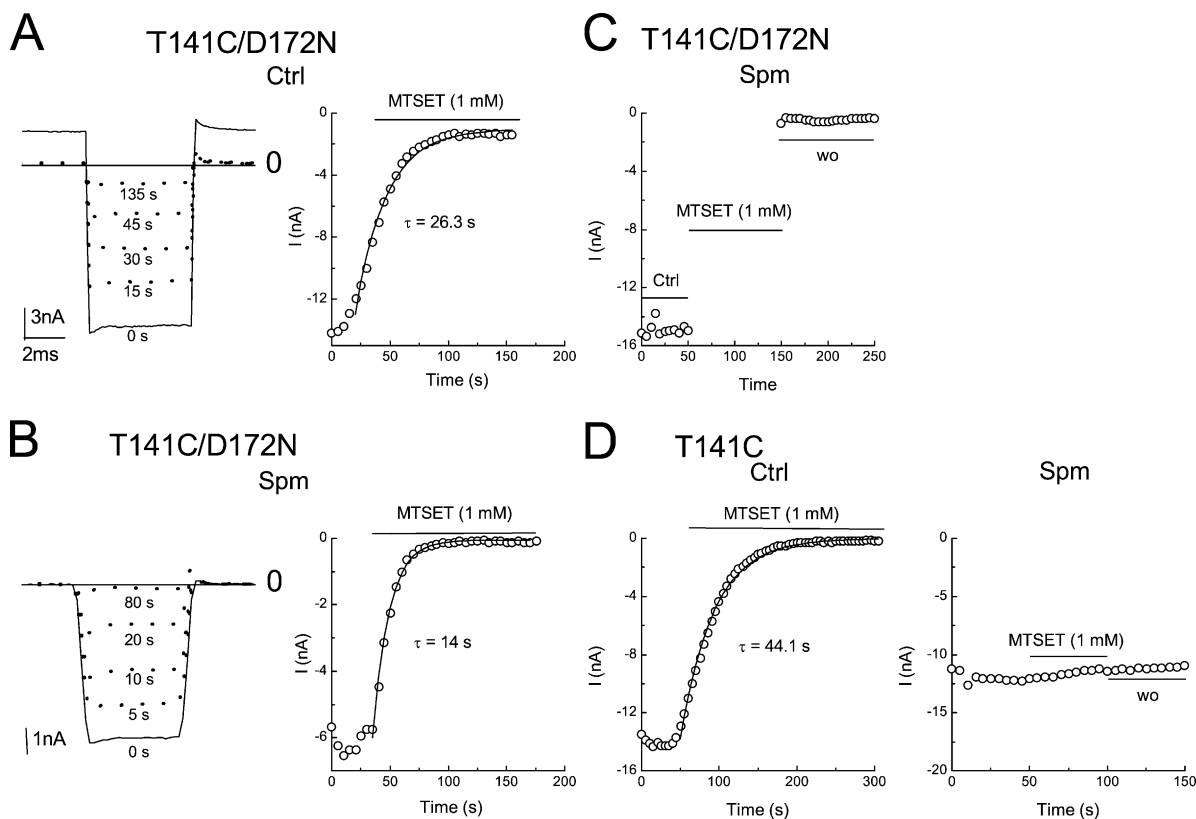 A
T141C/D172N
Ctrl
0
135 s
45 s
30 s
15 s
0 s
3nA
2ms
MTSET (1 mM)
τ = 26.3 s
0
-4
-8
-12
I (nA)
0 50 100 150 200
Time (s)
C
T141C/D172N
Spm
wo
MTSET (1 mM)
Ctrl
0
-4
-8
-12
-16
I (nA)
0 50 100 150 200 250
Time
B
T141C/D172N
Spm
0
80 s
20 s
10 s
5 s
0 s
1nA
MTSET (1 mM)
τ = 14 s
0
-2
-4
-6
I (nA)
0 50 100 150 200
Time (s)
D
T141C
Ctrl
MTSET (1 mM)
τ = 44.1 s
0
-4
-8
-12
-16
I (nA)
0 100 200 300
Time (s)
Spm
MTSET (1 mM)
wo
0
-5
-10
-15
-20
I (nA)
0 50 100 150
Time (s)